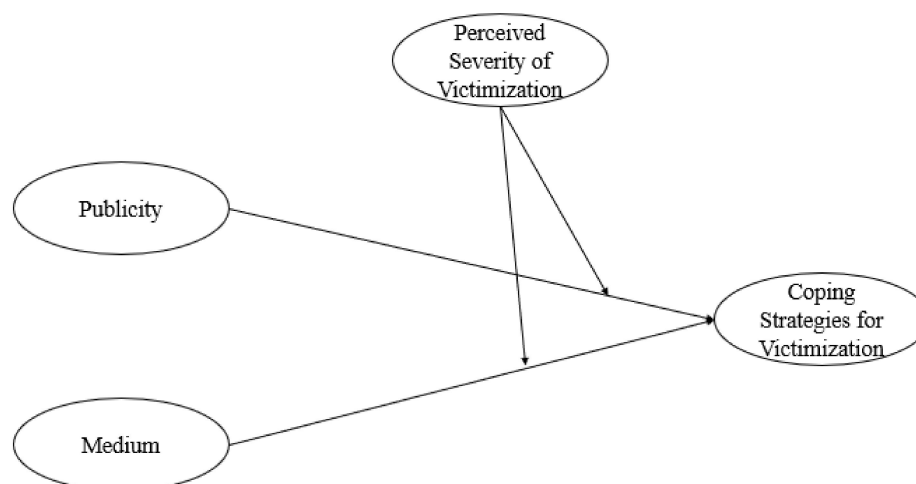 Perceived
Severity of
Victimization
Publicity
Coping
Strategies for
Victimization
Medium